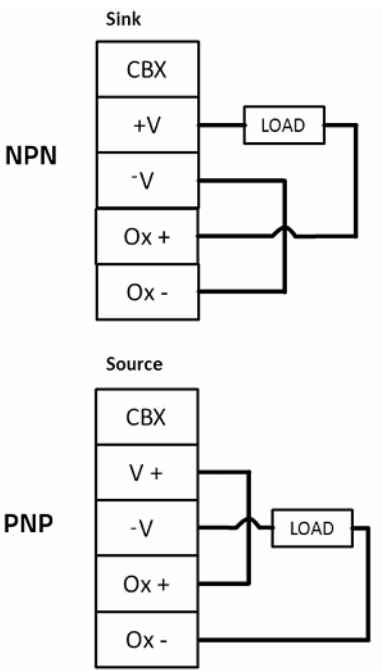 Sink
CBX
+V
LOAD
NPN
-V
Ox +
Ox -
Source
CBX
V +
PNP
-V
LOAD
Ox +
Ox -